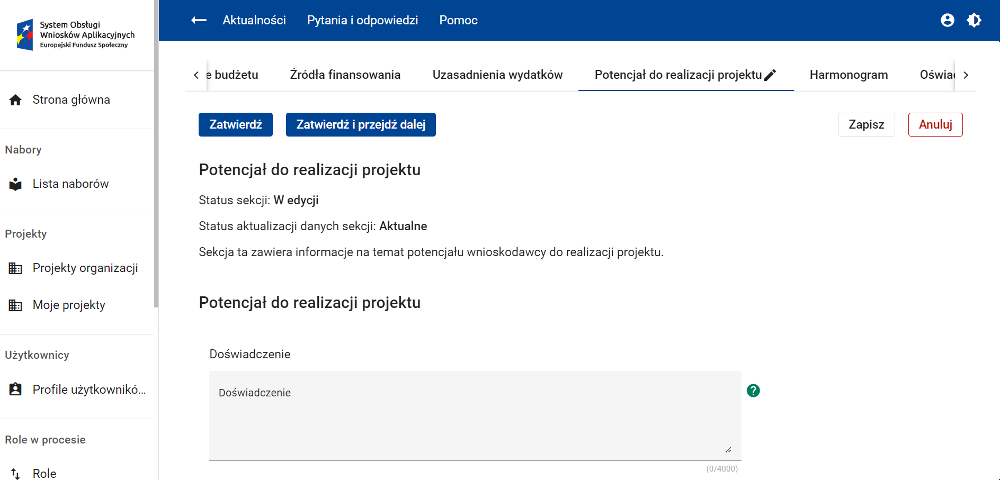 System Obsługi
Wniosków Aplikacyjnych
Europejski Fundusz Społeczny
Strona główna
Nabory
Lista naborów
Projekty
Projekty organizacji
Moje projekty
Użytkownicy
Profile użytkownikó...
Role w procesie
Role
Aktualności Pytania i odpowiedzi Pomoc
e budżetu Źródła finansowania Uzasadnienia wydatków Potencjał do realizacji projektu Harmonogram Oświad
Zatwierdź Zatwierdź i przejdź dalej Zapisz Anuluj
Potencjał do realizacji projektu
Status sekcji: W edycji
Status aktualizacji danych sekcji: Aktualne
Sekcja ta zawiera informacje na temat potencjału wnioskodawcy do realizacji projektu.
Potencjał do realizacji projektu
Doświadczenie
Doświadczenie
?
(0/4000)